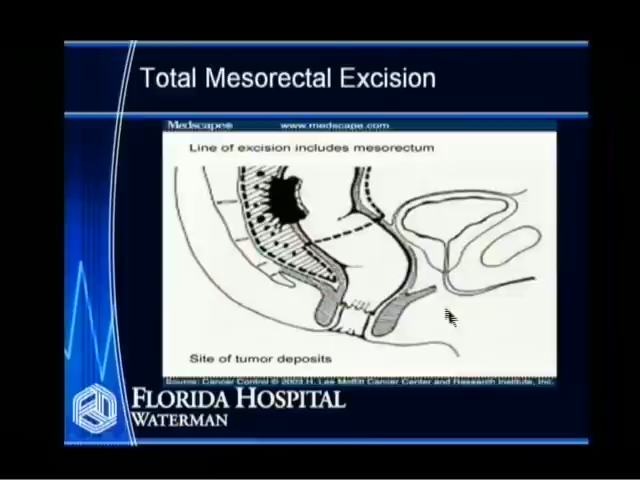 Total Mesorectal Excision
Medscape® www.medscape.com
Line of excision includes mesorectum
Site of tumor deposits
Source: Cancer Control © 2003 H. Lee Moffitt Cancer Center and Research Institute, Inc.
FLORIDA HOSPITAL
WATERMAN